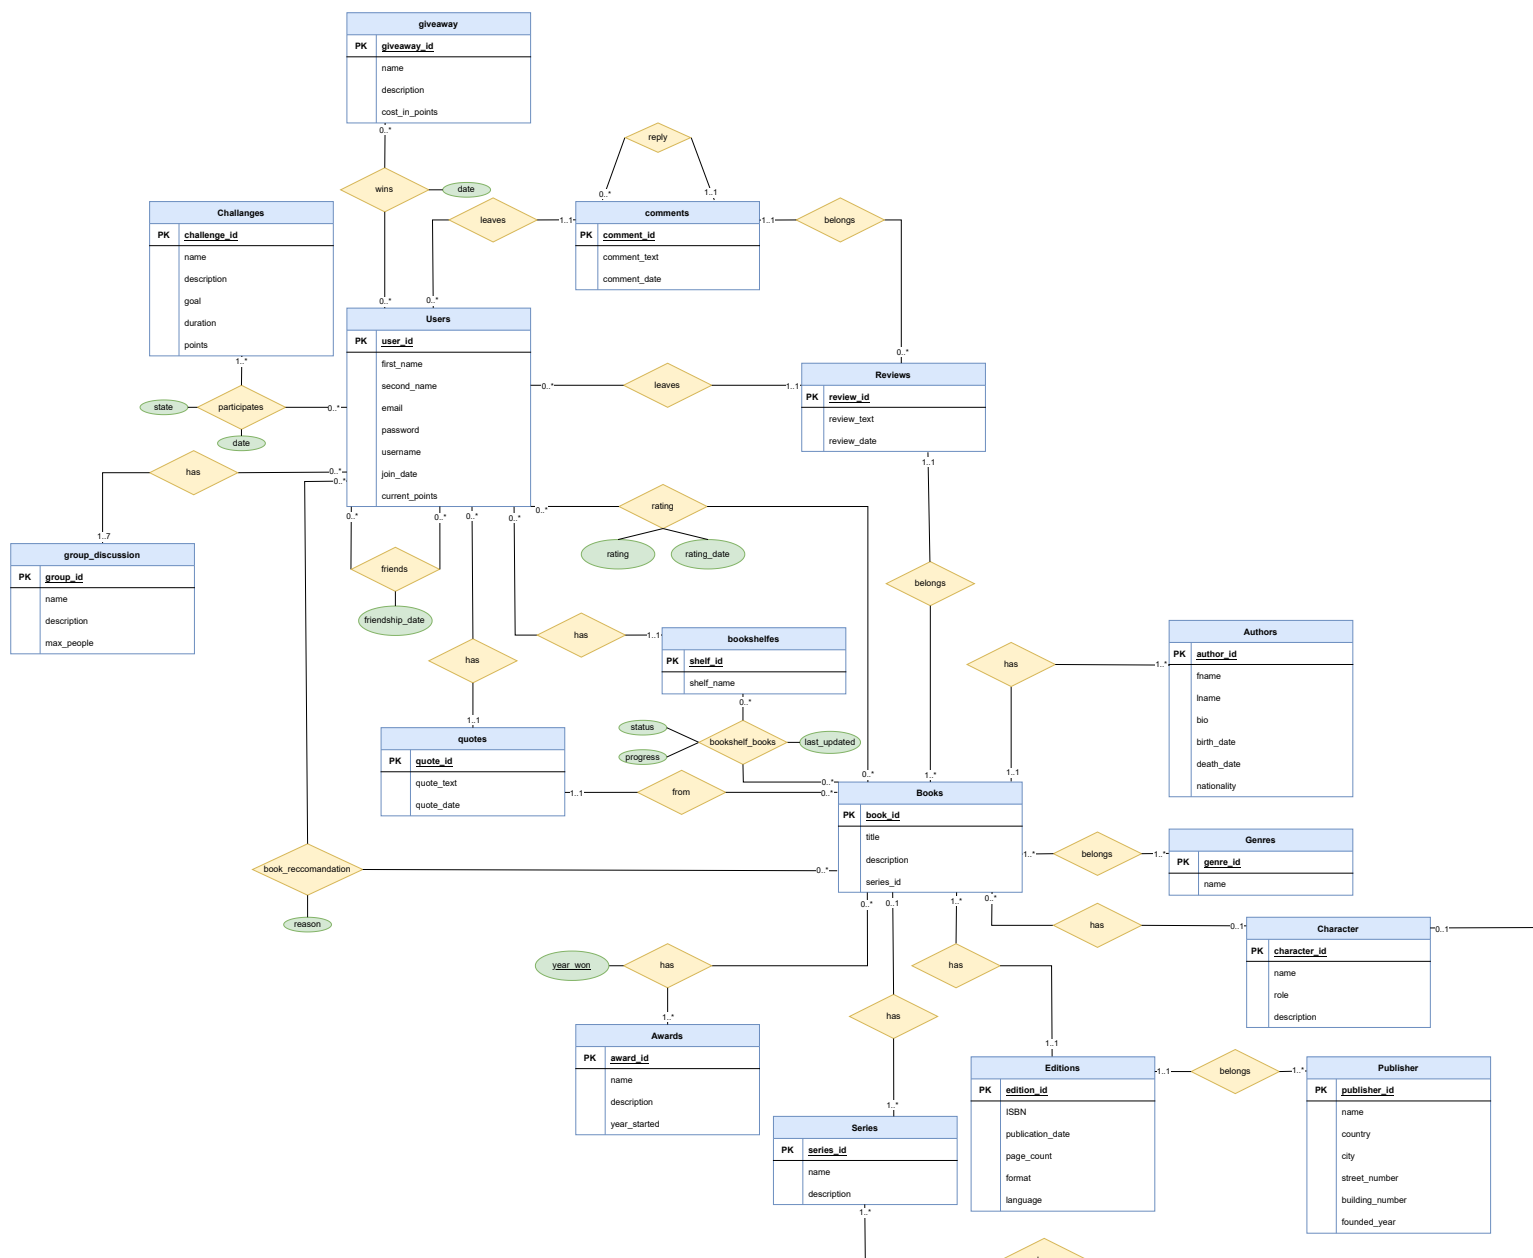 giveaway
PK giveaway_id
name
description
cost_in_points
0..*
wins
date
0..*
reply
0..*
1..1
leaves
1..1
0..*
comments
PK comment_id
comment_text
comment_date
1..1
belongs
0..*
Challanges
PK challenge_id
name
description
goal
duration
points
1..*
participates
state
date
0..*
Users
PK user_id
first_name
second_name
email
password
username
join_date
current_points
0..*
leaves
1..1
Reviews
PK review_id
review_text
review_date
1..1
belongs
1..*
has
0..*
1..7
0..*
group_discussion
PK group_id
name
description
max_people
0..*
0..*
friends
friendship_date
0..*
has
1..1
0..*
has
1..1
0..*
rating
rating
rating_date
0..*
bookshelfes
PK shelf_id
shelf_name
0..*
bookshelf_books
status
progress
last_updated
0..*
quotes
PK quote_id
quote_text
quote_date
1..1
from
0..*
has
1..*
1..1
Authors
PK author_id
fname
lname
bio
birth_date
death_date
nationality
Books
PK book_id
title
description
series_id
1..*
belongs
1..*
Genres
PK genre_id
name
book_reccomandation
reason
0..*
0..*
has
year_won
1..*
0..1
has
1..*
1..*
has
1..1
0..*
has
0..1
Character
PK character_id
name
role
description
0..1
Awards
PK award_id
name
description
year_started
Series
PK series_id
name
description
1..*
Editions
PK edition_id
ISBN
publication_date
page_count
format
language
1..1
belongs
1..*
Publisher
PK publisher_id
name
country
city
street_number
building_number
founded_year